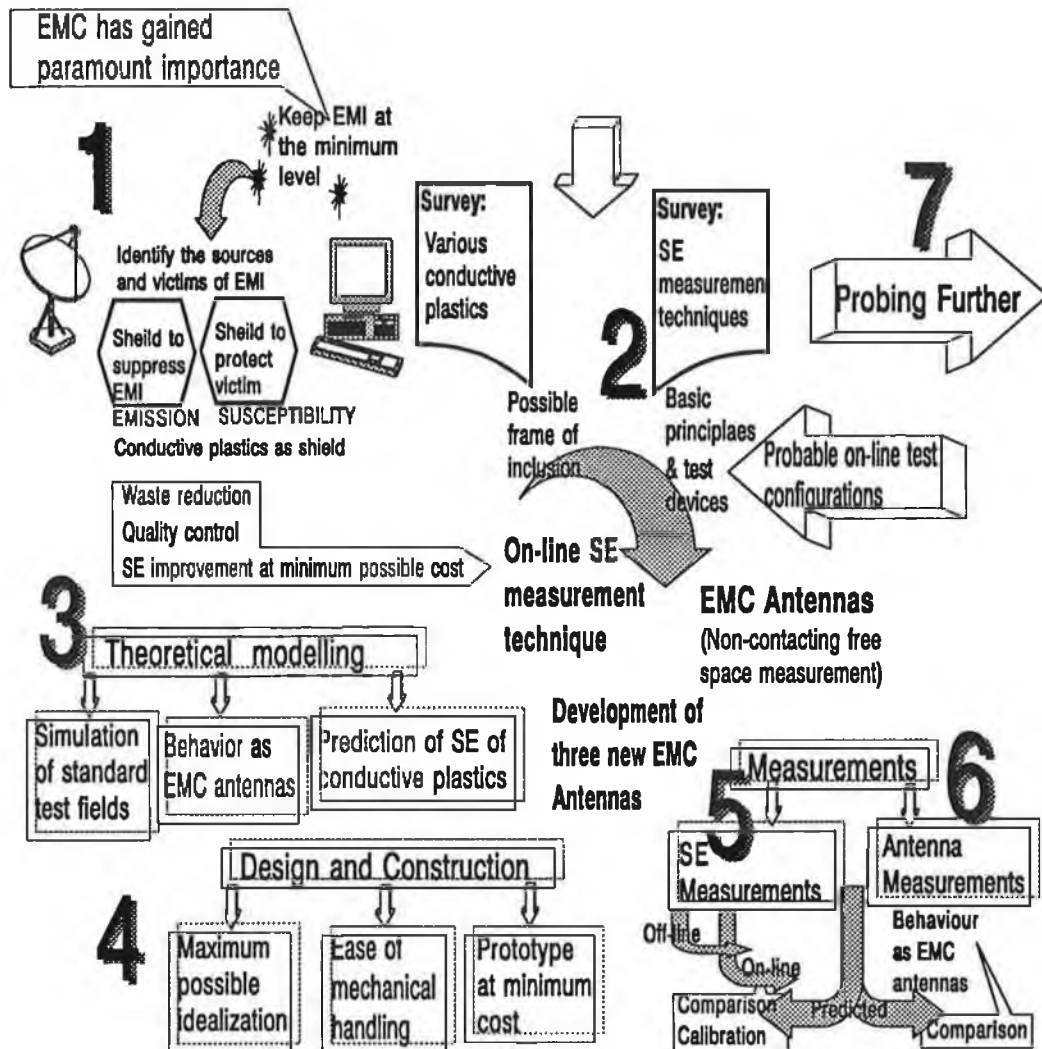 EMC has gained
paramount importance
Keep EMI at
the minimum
level
1
Identify the sources
and victims of EMI
Sheild to
suppress
EMI
Sheild to
protect
victim
EMISSION
SUSCEPTIBILITY
Conductive plastics as shield
Survey:
Various
conductive
plastics
2
Survey:
SE
measuremen
techniques
7
Probing Further
Possible
frame of
inclusion
Basic
principlaes
& test
devices
Probable on-line test
configurations
Waste reduction
Quality control
SE improvement at minimum possible cost
On-line SE
measurement
technique
EMC Antennas
(Non-contacting free
space measurement)
3
Theoretical modelling
Simulation
of standard
test fields
Behavior as
EMC antennas
Prediction of SE of
conductive plastics
Development of
three new EMC
Antennas
4
Design and Construction
Maximum
possible
idealization
Ease of
mechanical
handling
Prototype
at minimum
cost
Measurements
5
SE
Measurements
6
Antenna
Measurements
Off-line
On-line
Behaviour
as EMC
antennas
Predicted
Comparison
Calibration
Comparison